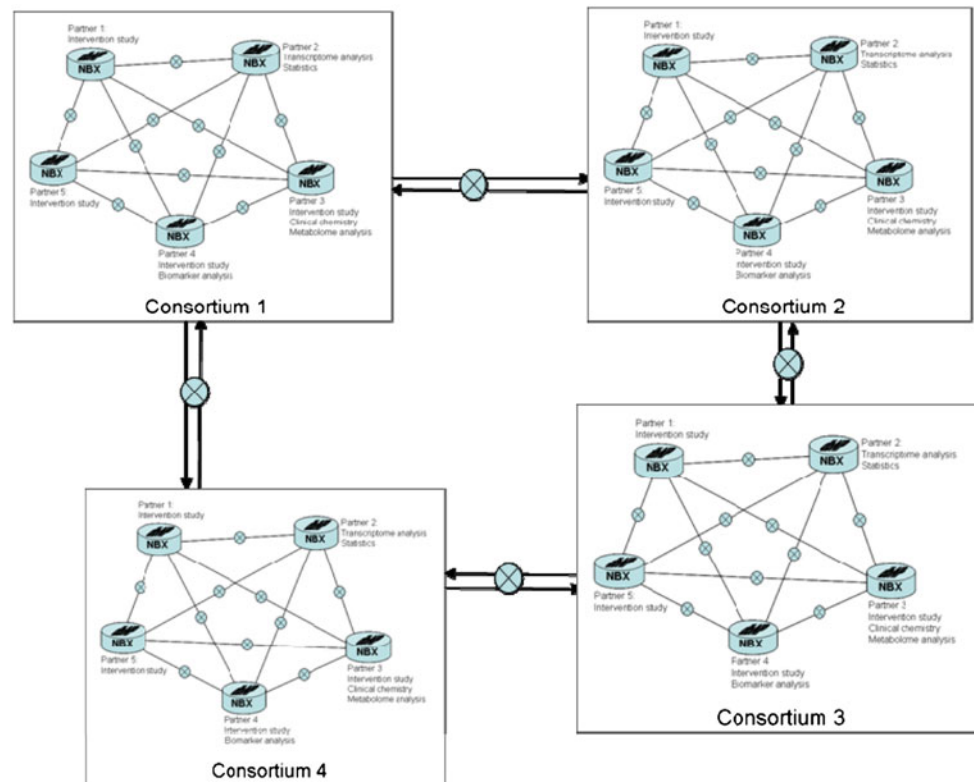 Partner 1:
Intervention study
NBX
Partner 2:
Transcriptome analysis
Statistics
NBX
Partner 5:
Intervention study
NBX
Partner 3
Intervention study
Clinical chemistry
Metabolome analysis
NBX
Partner 4
Intervention study
Biomarker analysis
NBX
Consortium 1
Partner 1:
Intervention study
NBX
Partner 2:
Transcriptome analysis
Statistics
NBX
Partner 5:
Intervention study
NBX
Partner 3
Intervention study
Clinical chemistry
Metabolome analysis
NBX
Partner 4
Intervention study
Biomarker analysis
NBX
Consortium 2
Partner 1:
Intervention study
NBX
Partner 2:
Transcriptome analysis
Statistics
NBX
Partner 5:
Intervention study
NBX
Partner 3
Intervention study
Clinical chemistry
Metabolome analysis
NBX
Partner 4
Intervention study
Biomarker analysis
NBX
Consortium 3
Partner 1:
Intervention study
NBX
Partner 2:
Transcriptome analysis
Statistics
NBX
Partner 5:
Intervention study
NBX
Partner 3
Intervention study
Clinical chemistry
Metabolome analysis
NBX
Partner 4
Intervention study
Biomarker analysis
NBX
Consortium 4